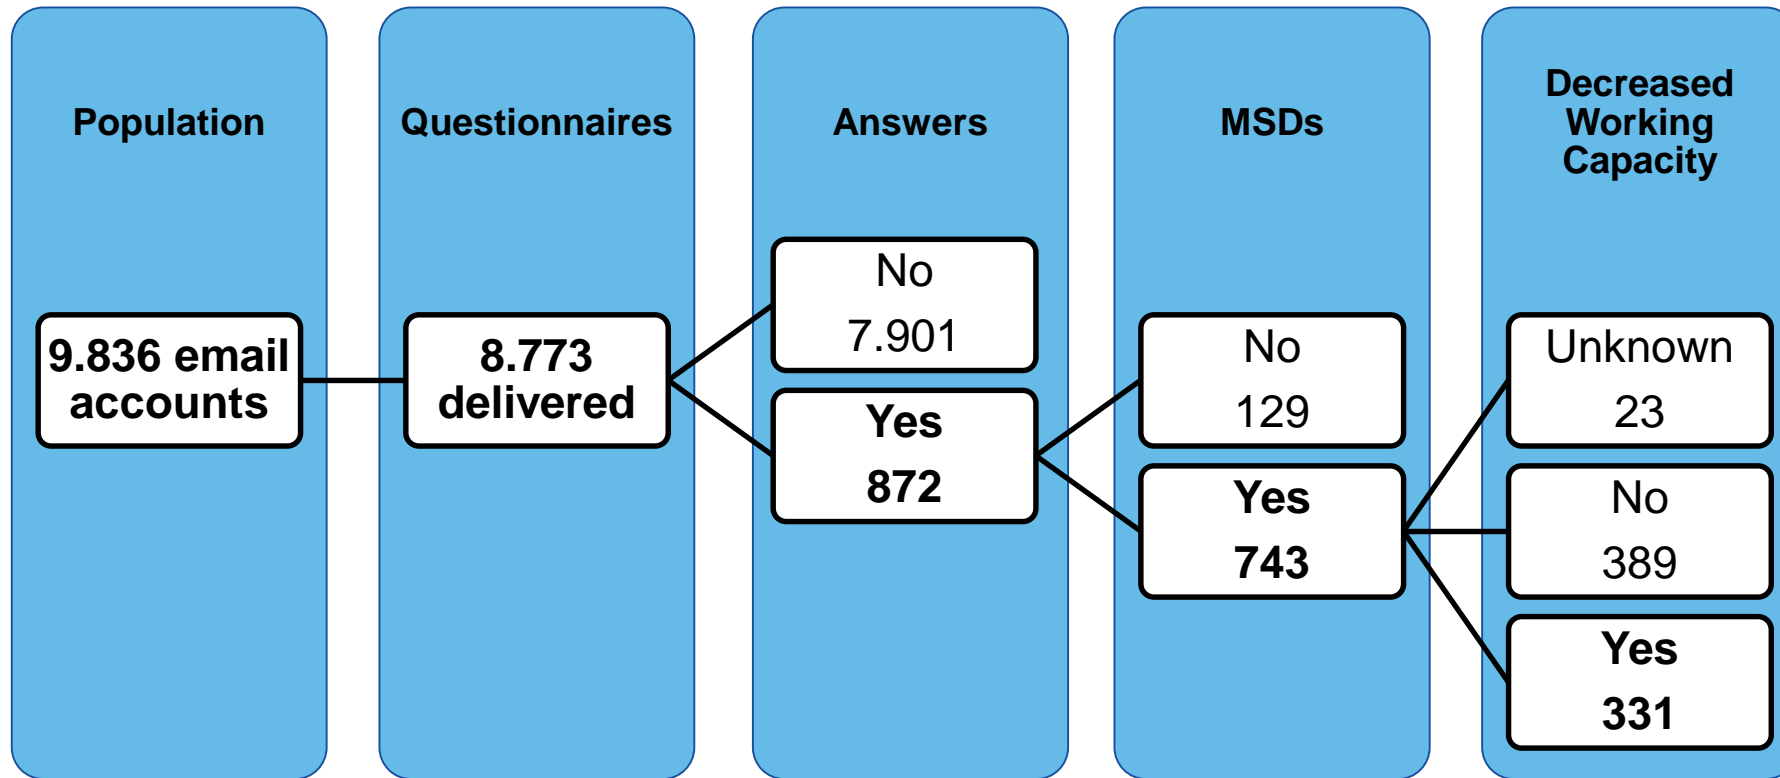 Population
9.836 email
accounts
Questionnaires
8.773
delivered
Answers
No
7.901
Yes
872
MSDs
No
129
Yes
743
Decreased
Working
Capacity
Unknown
23
No
389
Yes
331